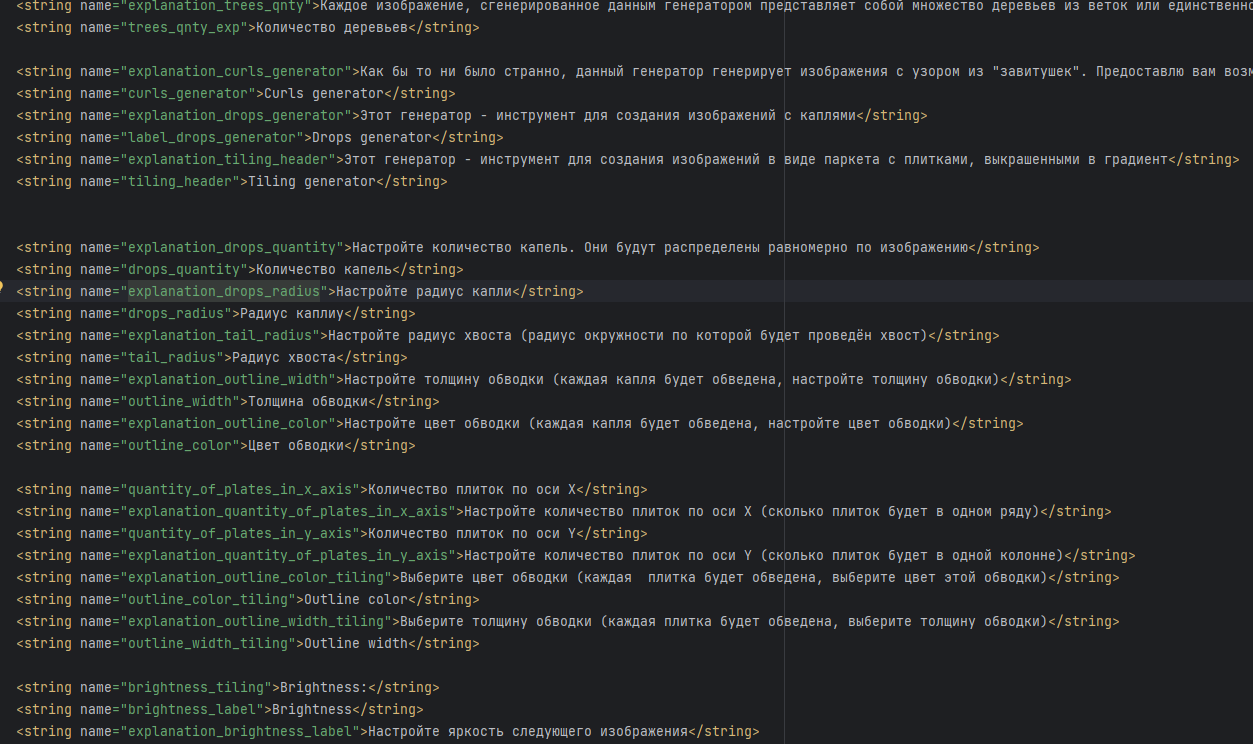 <string name="explanation_trees_qnty">Каждое изображение, сгенерированное данным генератором представляет собой множество деревьев из веток или
<string name="trees_qnty_exp">Количество деревьев</string>
<string name="explanation_curls_generator">Как бы то ни было странно, данный генератор генерирует изображения с узором из "завитушек". Предоставлю вам
<string name="curls_generator">Curls generator</string>
<string name="explanation_drops_generator">Этот генератор - инструмент для создания изображений с каплями</string>
<string name="label_drops_generator">Drops generator</string>
<string name="explanation_tiling_header">Этот генератор - инструмент для создания изображений в виде паркета с плитками, выкрашенными в градиент</string>
<string name="tiling_header">Tiling generator</string>
<string name="explanation_drops_quantity">Настройте количество капель. Они будут распределены равномерно по изображению</string>
<string name="drops_quantity">Количество капель</string>
<string name="explanation_drops_radius">Настройте радиус капли</string>
<string name="drops_radius">Радиус каплиу</string>
<string name="explanation_tail_radius">Настройте радиус хвоста (радиус окружности по которой будет проведён хвост)</string>
<string name="tail_radius">Радиус хвоста</string>
<string name="explanation_outline_width">Настройте толщину обводки (каждая капля будет обведена, настройте толщину обводки)</string>
<string name="outline_width">Толщина обводки</string>
<string name="explanation_outline_color">Настройте цвет обводки (каждая капля будет обведена, настройте цвет обводки)</string>
<string name="outline_color">Цвет обводки</string>
<string name="quantity_of_plates_in_x_axis">Количество плиток по оси X</string>
<string name="explanation_quantity_of_plates_in_x_axis">Настройте количество плиток по оси X (сколько плиток будет в одном ряду)</string>
<string name="quantity_of_plates_in_y_axis">Количество плиток по оси Y</string>
<string name="explanation_quantity_of_plates_in_y_axis">Настройте количество плиток по оси Y (сколько плиток будет в одной колонне)</string>
<string name="explanation_outline_color_tiling">Выберите цвет обводки (каждая  плитка будет обведена, выберите цвет этой обводки)</string>
<string name="outline_color_tiling">Outline color</string>
<string name="explanation_outline_width_tiling">Выберите толщину обводки (каждая плитка будет обведена, выберите толщину обводки)</string>
<string name="outline_width_tiling">Outline width</string>
<string name="brightness_tiling">Brightness:</string>
<string name="brightness_label">Brightness</string>
<string name="explanation_brightness_label">Настройте яркость следующего изображения</string>